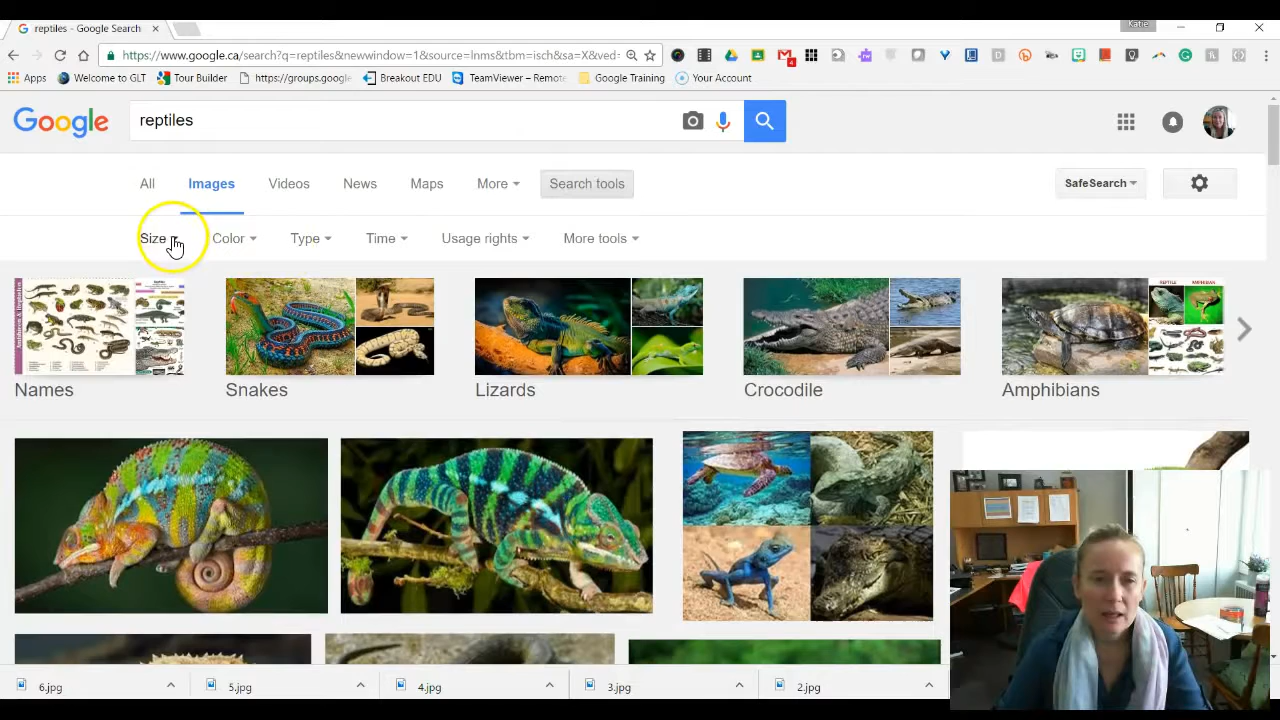 Katie
reptiles - Google Search
https://www.google.ca/search?q=reptiles&newwindow=1&source=lnms&tbm=isch&sa=X&ved=
4
Apps Welcome to GLT Tour Builder http://groups.google. Breakout EDU TeamViewer - Remote Google Training Your Account
Google
reptiles
All Images Videos News Maps More Search tools SafeSearch
Size Color Type Time Usage rights More tools
Names Snakes Lizards Crocodile Amphibians
6.jpg 5.jpg 4.jpg 3.jpg 2.jpg